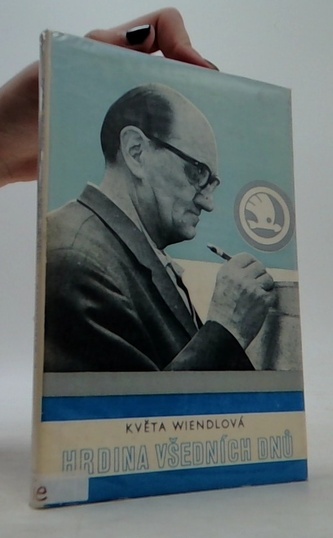 KVĚTA WIENDLOVÁ
HRDINA VŠEDNÍCH DNŮ
e